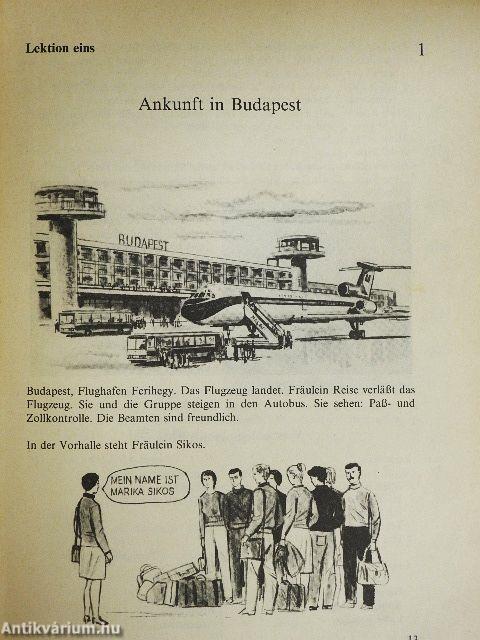 Lektion eins
1
Ankunft in Budapest
BUDAPEST
Budapest, Flughafen Ferihegy. Das Flugzeug landet. Fräulein Reise verläßt das
Flugzeug. Sie und die Gruppe steigen in den Autobus. Sie sehen: Paß- und
Zollkontrolle. Die Beamten sind freundlich.
In der Vorhalle steht Fräulein Sikos.
MEIN NAME IST
MARIKA SIKOS
13
Antikvárium.hu